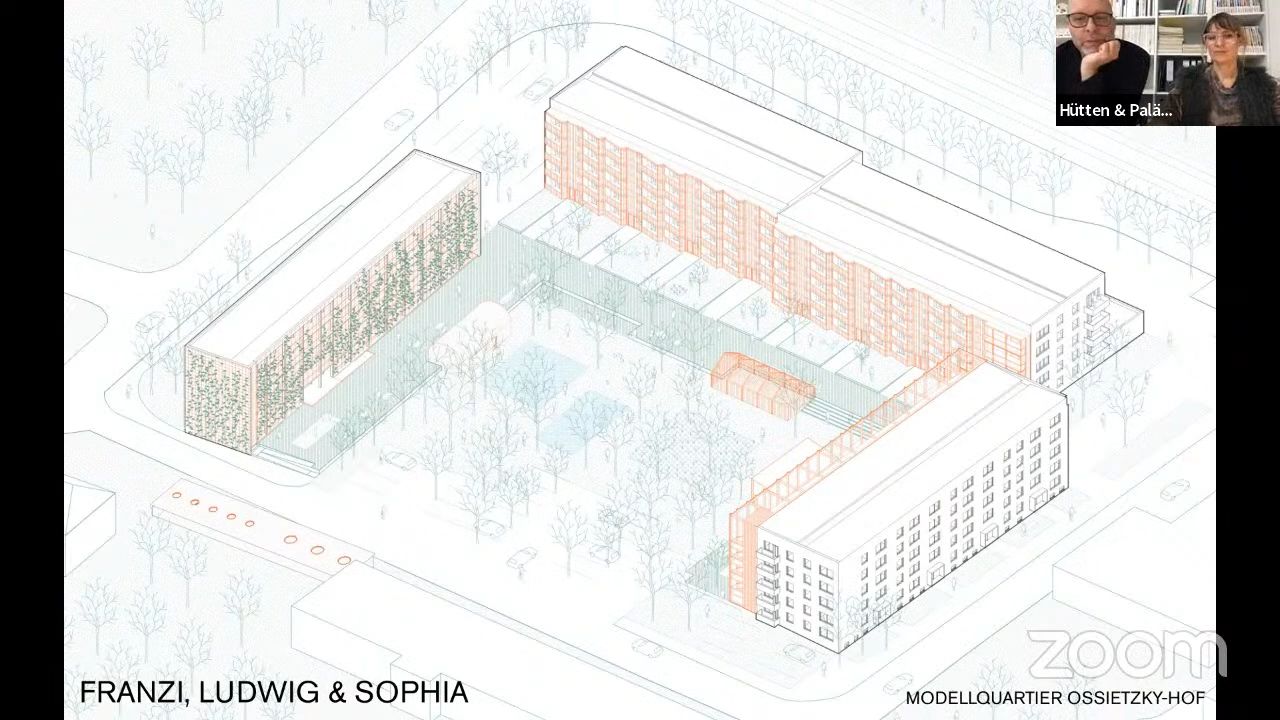 Hütten & Palä...
zoom
FRANZI, LUDWIG & SOPHIA
MODELLQUARTIER OSSIETZKY-HOF